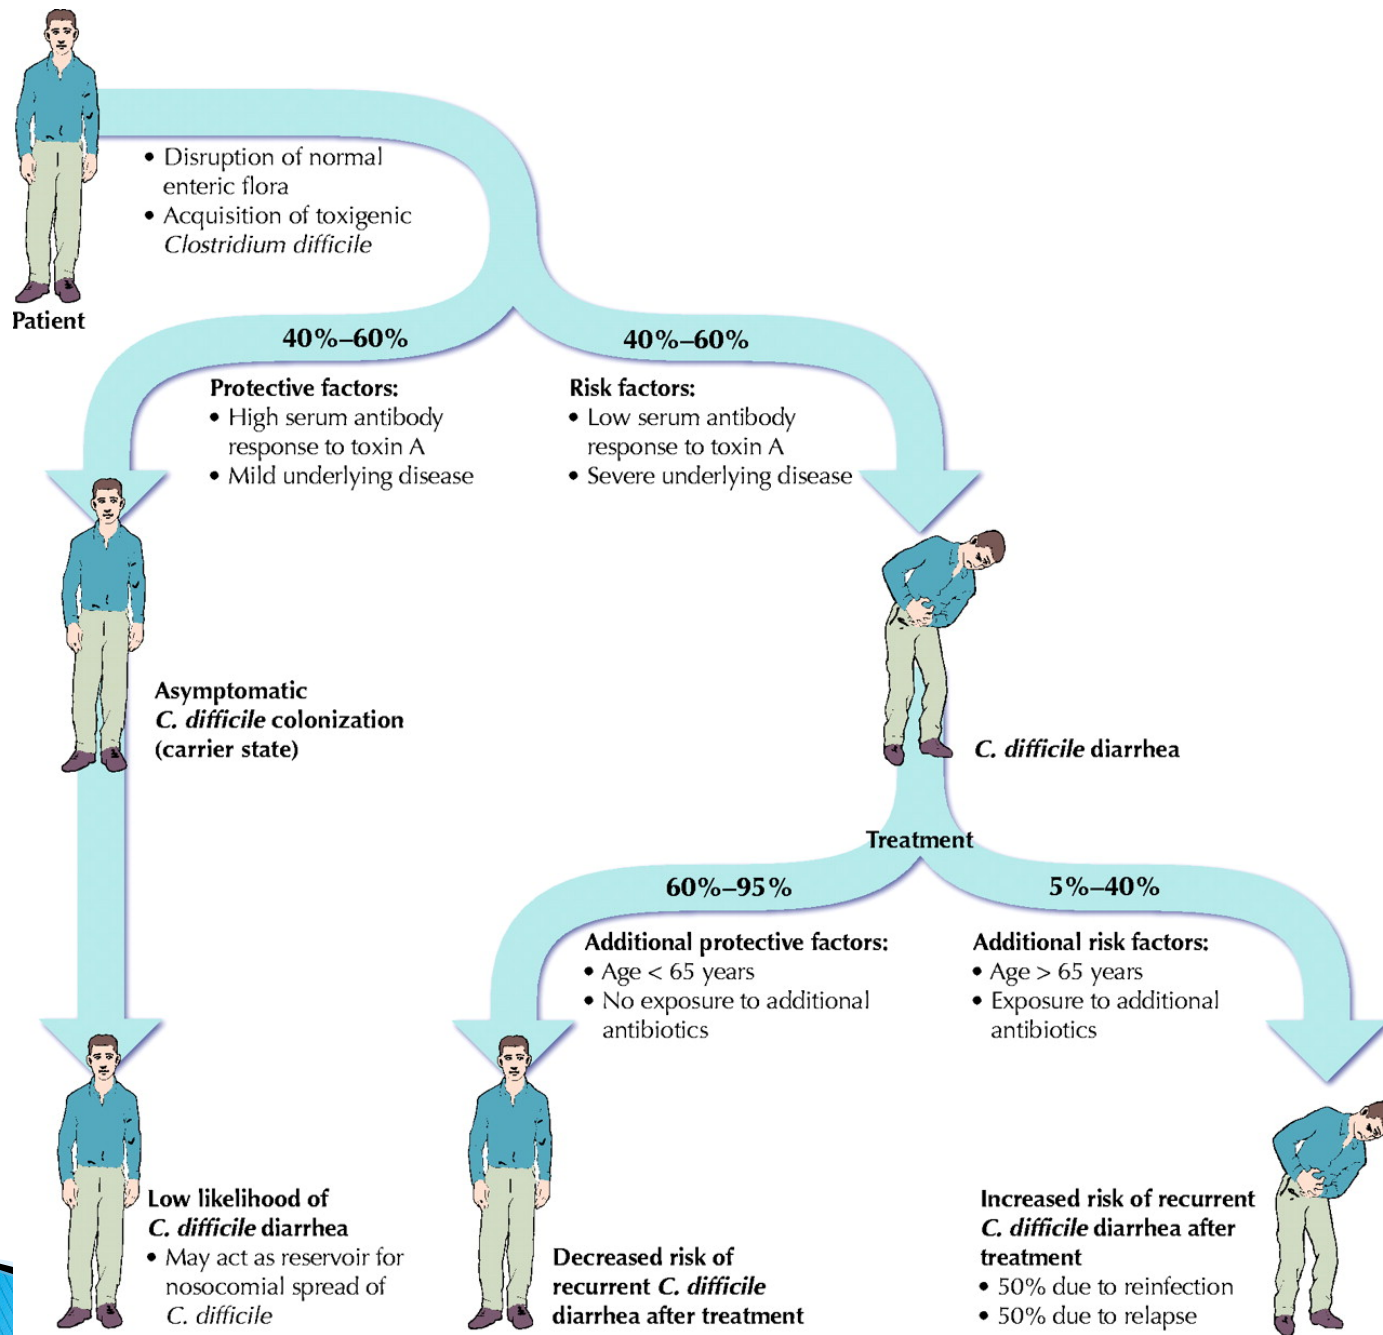 • Disruption of normal
enteric flora
• Acquisition of toxigenic
Clostridium difficile
Patient
40%–60%
40%–60%
Protective factors:
• High serum antibody
response to toxin A
• Mild underlying disease
Risk factors:
• Low serum antibody
response to toxin A
• Severe underlying disease
Asymptomatic
C. difficile colonization
(carrier state)
C. difficile diarrhea
Treatment
60%–95%
5%–40%
Additional protective factors:
• Age < 65 years
• No exposure to additional
antibiotics
Additional risk factors:
• Age > 65 years
• Exposure to additional
antibiotics
Low likelihood of
C. difficile diarrhea
• May act as reservoir for
nosocomial spread of
C. difficile
Decreased risk of
recurrent C. difficile
diarrhea after treatment
Increased risk of recurrent
C. difficile diarrhea after
treatment
• 50% due to reinfection
• 50% due to relapse